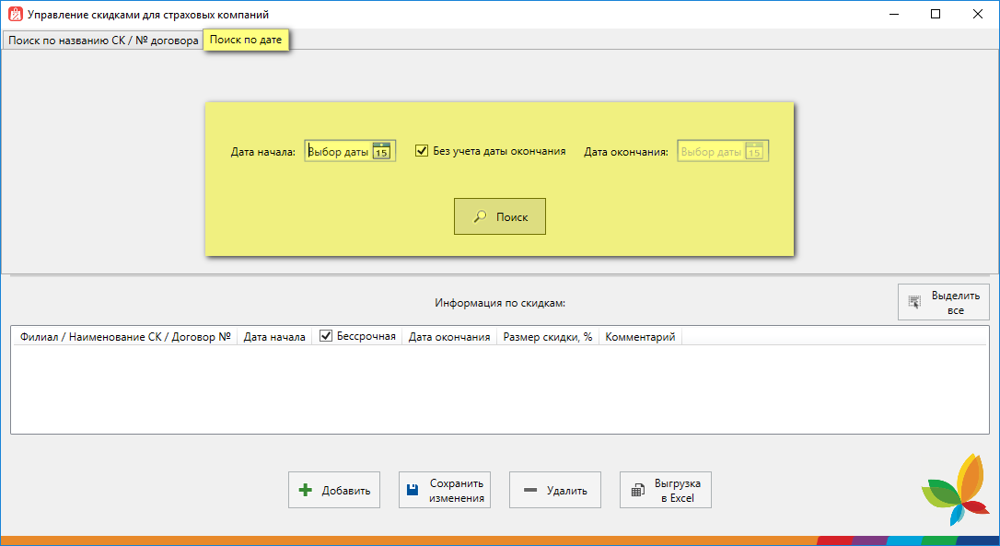 Управление скидками для страховых компаний
Поиск по названию СК / № договора Поиск по дате
Дата начала: Выбор даты 15 Без учета даты окончания Дата окончания: Выбор даты 15
Поиск
Информация по скидкам:
Выделить
все
Филиал / Наименование СК / Договор № Дата начала Бессрочная Дата окончания Размер скидки, % Комментарий
Добавить
Сохранить
изменения
Удалить
Выгрузка
в Excel